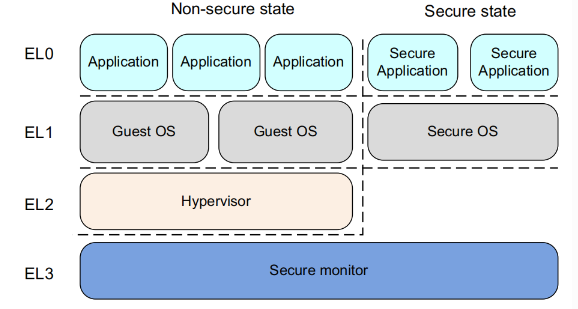 Non-secure state
Secure state
EL0
Application
Application
Application
Secure
Application
Secure
Application
EL1
Guest OS
Guest OS
Secure OS
EL2
Hypervisor
EL3
Secure monitor